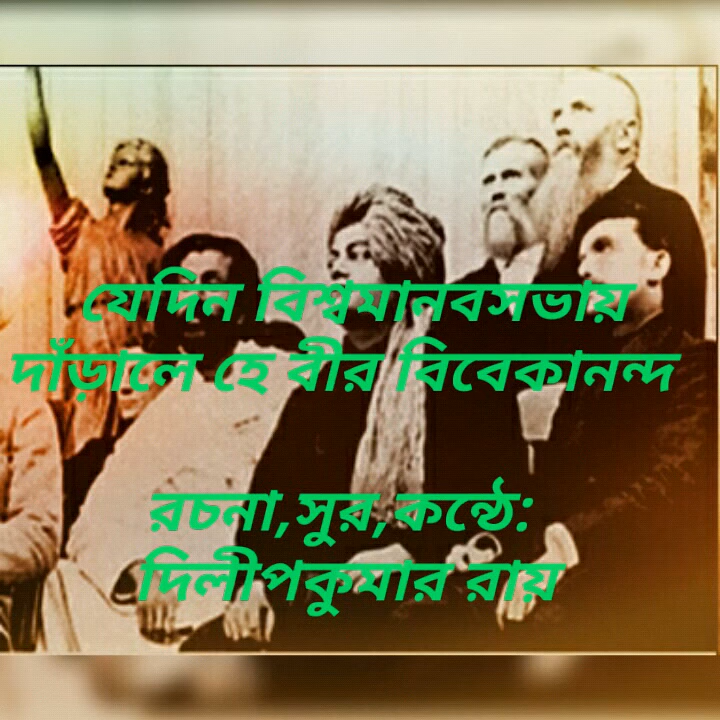 যেদিন বিশ্বমানবসভায়
দাঁড়ালে হে বীর বিবেকানন্দ
রচনা,সুর,কন্ঠে:
দিলীপকুমার রায়